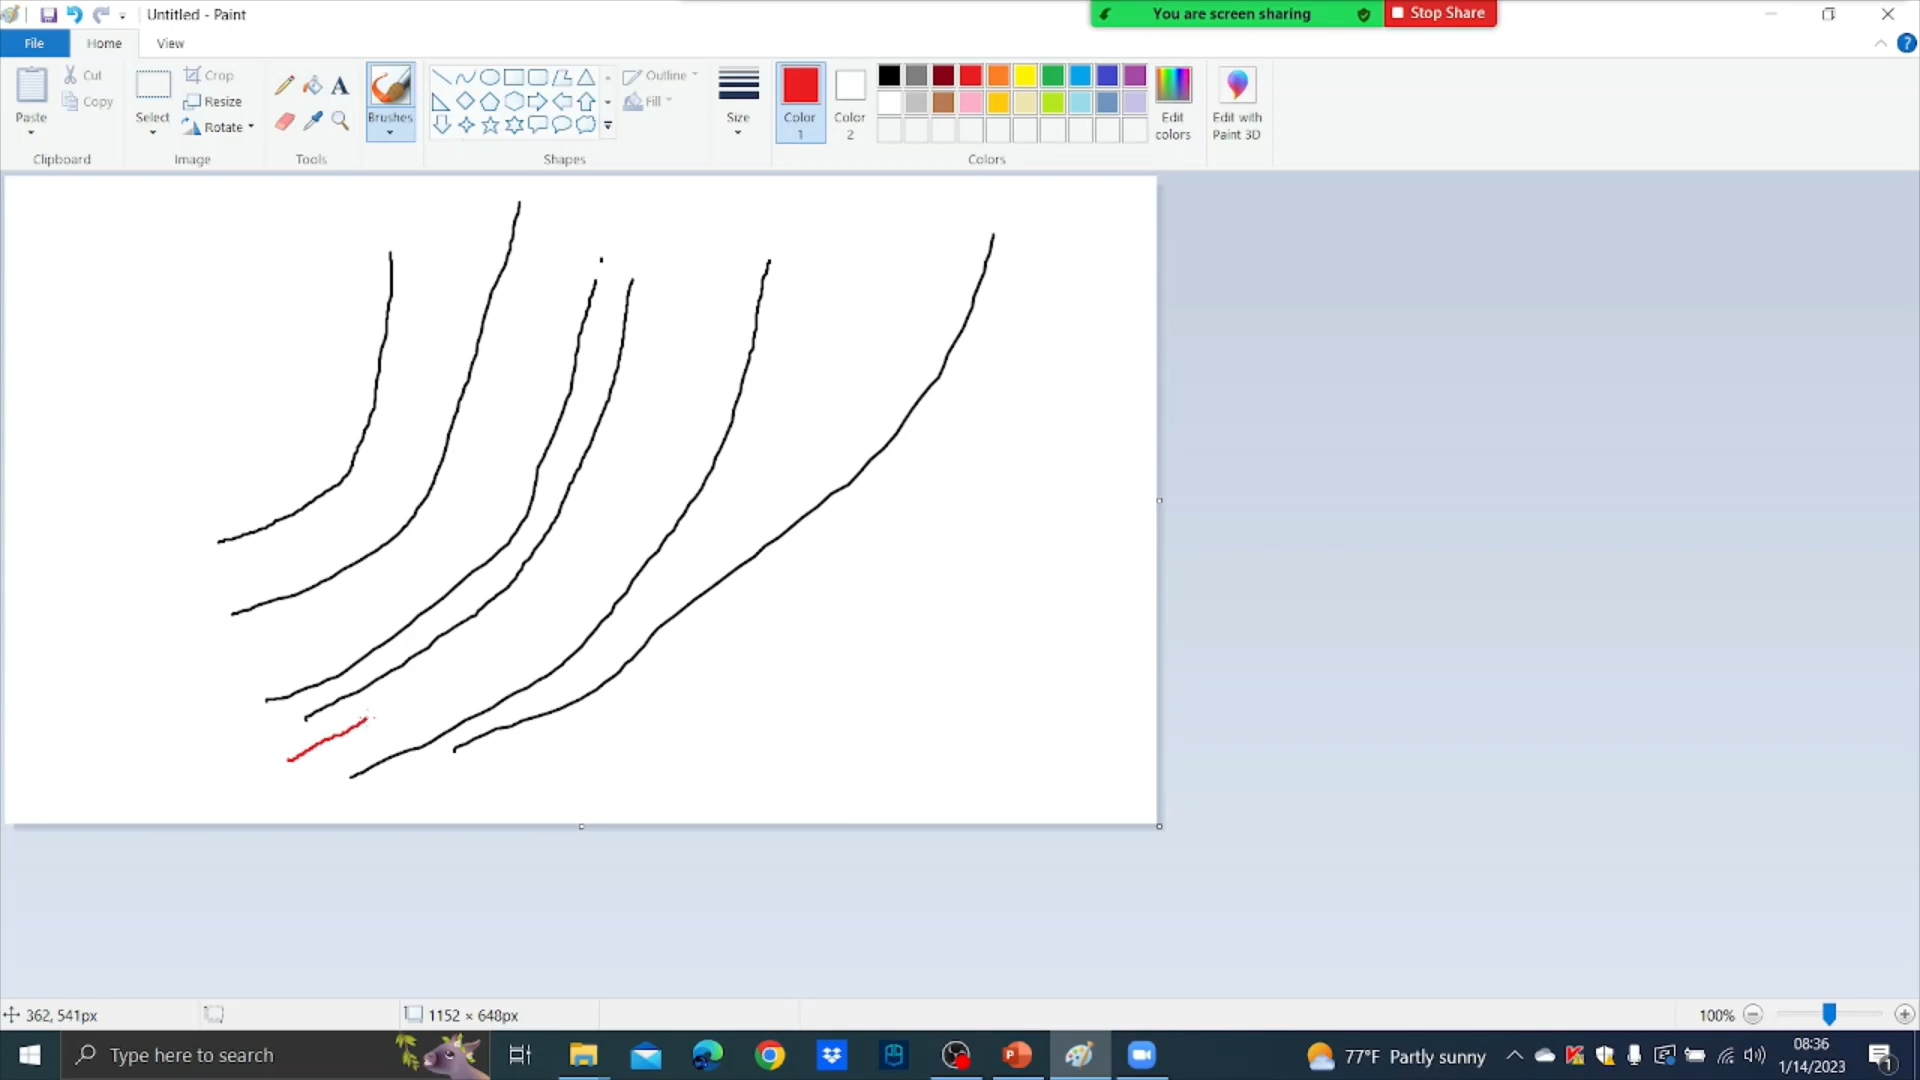 Untitled - Paint
You are screen sharing
Stop Share
File
Home
View
Paste
Cut
Copy
Clipboard
Select
Crop
Resize
Rotate
Image
A
Tools
Brushes
Outline
Fill
Shapes
Size
Color
1
Color
2
Edit
colors
Colors
Edit with
Paint 3D
362, 541px
1152 × 648px
100%
Type here to search
77°F Partly sunny
08:36
1/14/2023
1